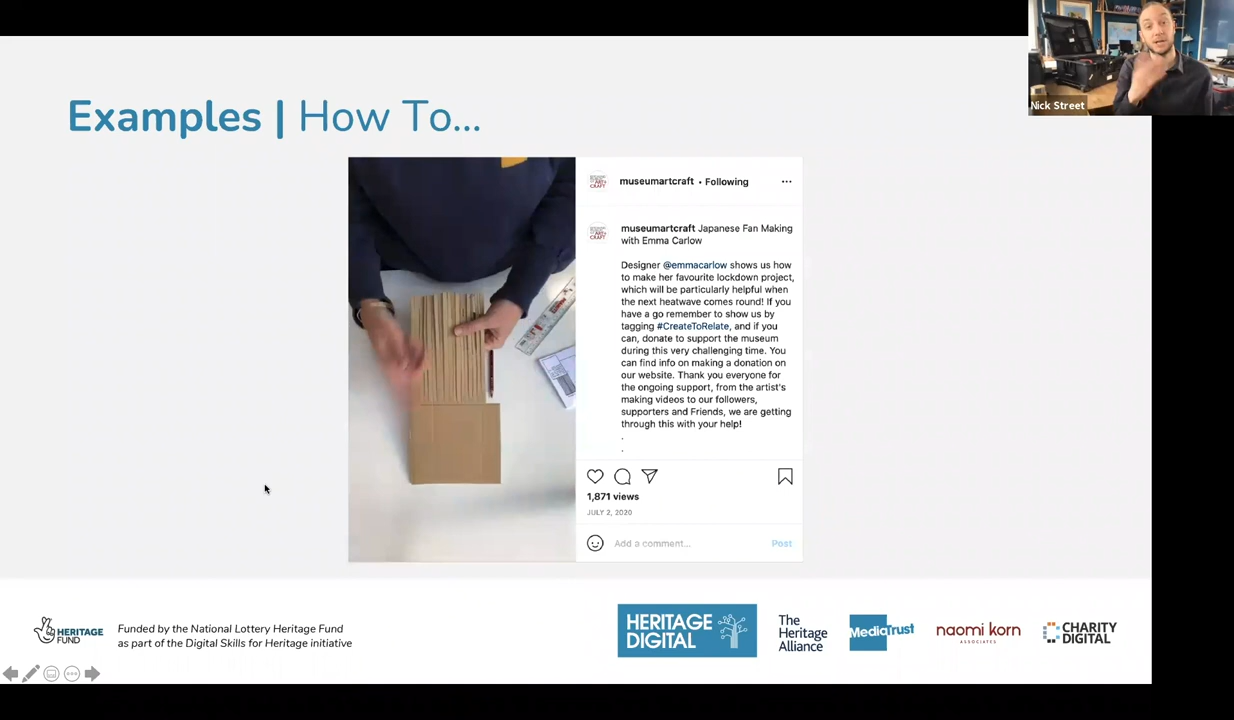 Nick Street
Examples | How To...
museumartcraft • Following
museumartcraft Japanese Fan Making
with Emma Carlow
Designer @emmacarlow shows us how
to make her favourite lockdown project,
which will be particularly helpful when
the next heatwave comes round! If you
have a go remember to show us by
tagging #CreateToRelate, and if you
can, donate to support the museum
during this very challenging time. You
can find info on making a donation on
our website. Thank you everyone for
the ongoing support, from the artist's
making videos to our followers,
supporters and Friends, we are getting
through this with your help!
.
.
1,871 views
JULY 2, 2020
Add a comment... Post
HERITAGE
FUND
Funded by the National Lottery Heritage Fund
as part of the Digital Skills for Heritage initiative
HERITAGE
DIGITAL
The
Heritage
Alliance
MediaTrust
naomi korn
ASSOCIATES
CHARITY
DIGITAL